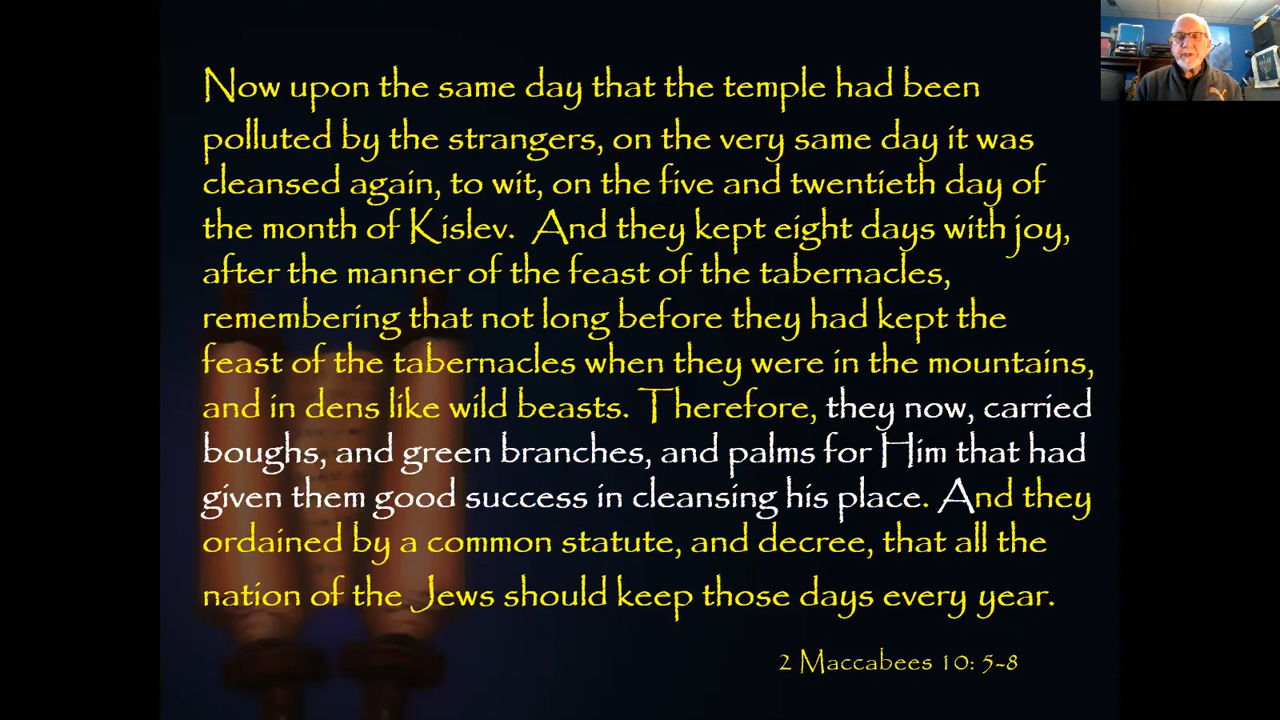 Now upon the same day that the temple had been
polluted by the strangers, on the very same day it was
cleansed again, to wit, on the five and twentieth day of
the month of Kislev. And they kept eight days with joy,
after the manner of the feast of the tabernacles,
remembering that not long before they had kept the
feast of the tabernacles when they were in the mountains,
and in dens like wild beasts. Therefore, they now, carried
boughs, and green branches, and palms for Him that had
given them good success in cleansing his place. And they
ordained by a common statute, and decree, that all the
nation of the Jews should keep those days every year.
2 Maccabees 10: 5-8